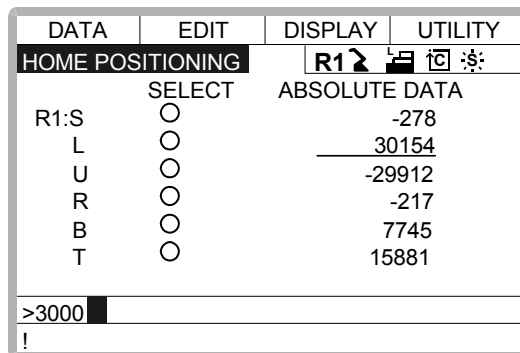 DATA EDIT DISPLAY UTILITY
HOME POSITIONING R1 L C S
SELECT ABSOLUTE DATA
R1:S -278
L 30154
U -29912
R -217
B 7745
T 15881
>3000
!